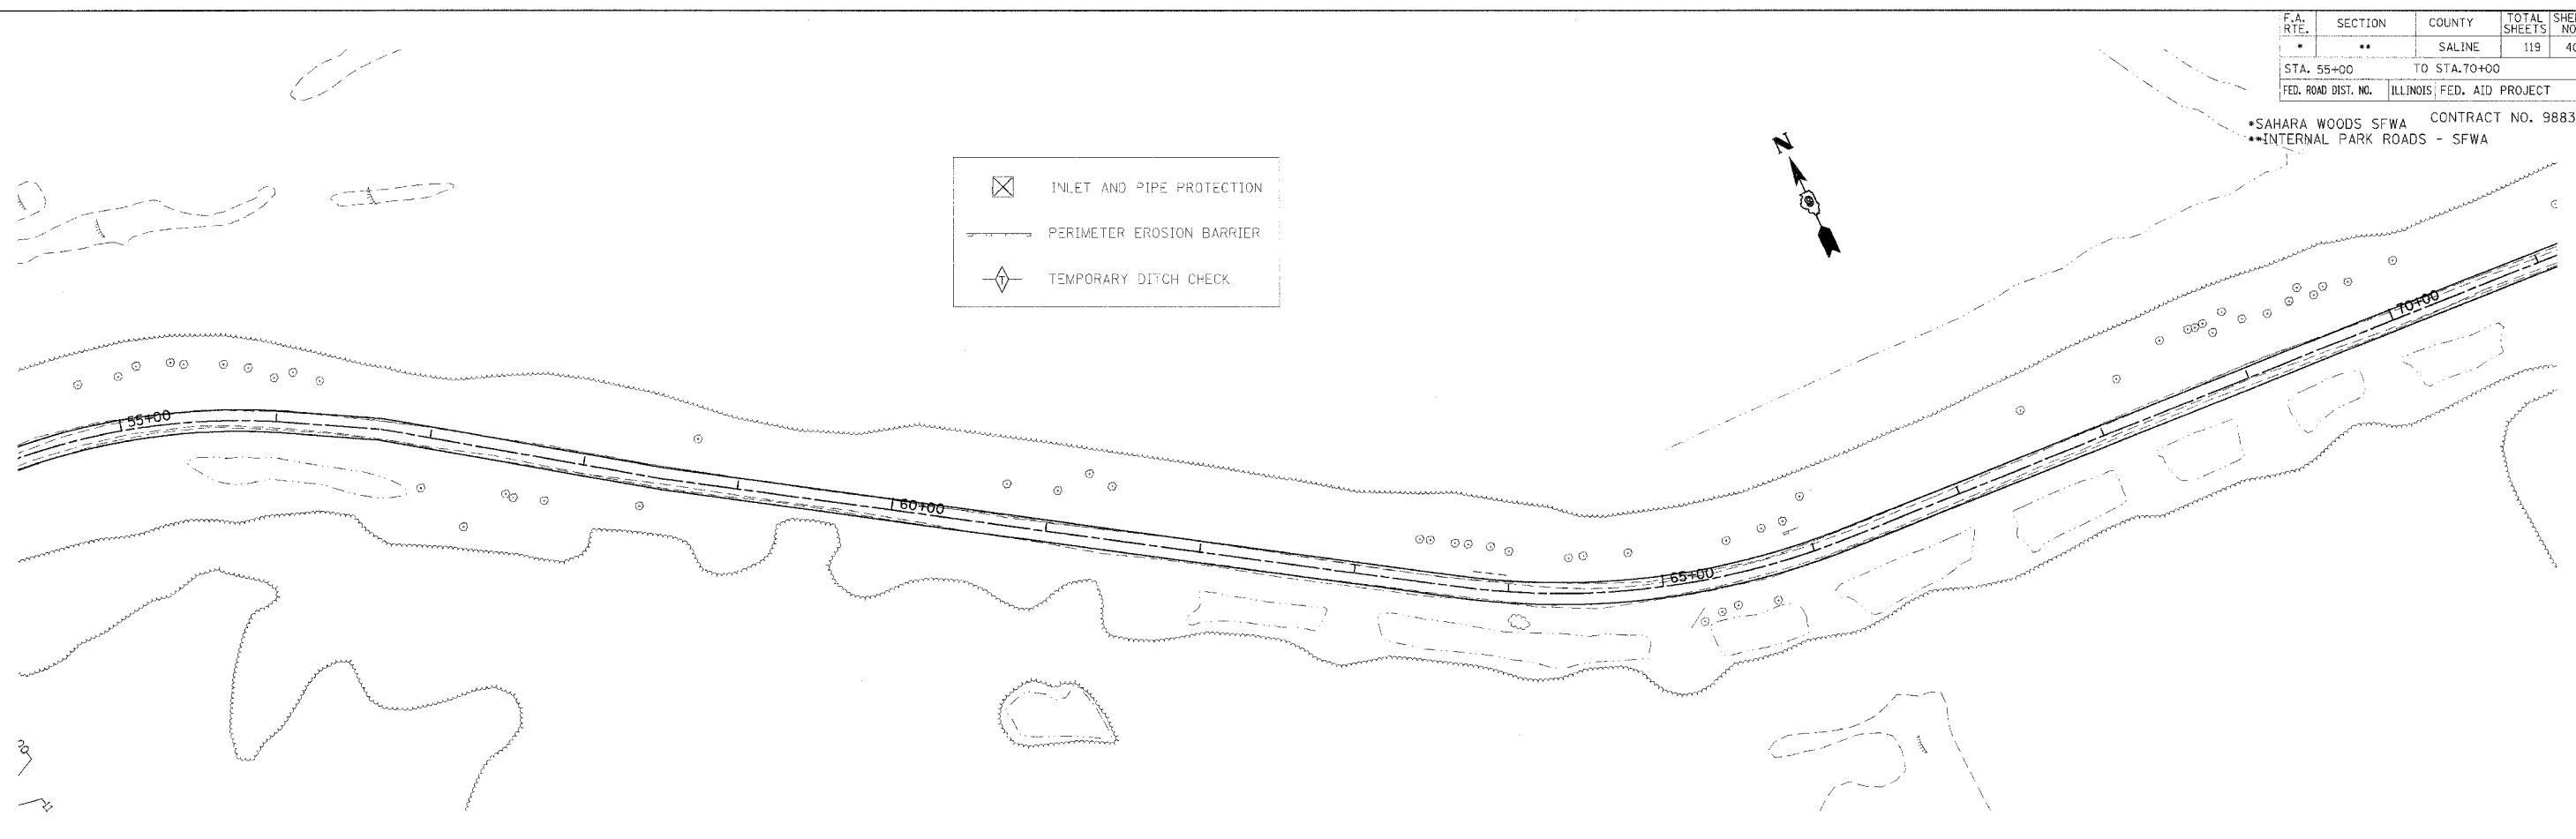 F.A. RTE. SECTION COUNTY TOTAL SHEETS
* ** SALINE 119
STA. 55+00 TO STA.70+00
FED. ROAD DIST. NO. ILLINOIS FED. AID PROJECT
*SAHARA WOODS SFWA CONTRACT NO. 9883
**INTERNAL PARK ROADS - SFWA
N
INLET AND PIPE PROTECTION
PERIMETER EROSION BARRIER
T TEMPORARY DITCH CHECK
70+00
55+00
60+00
65+00